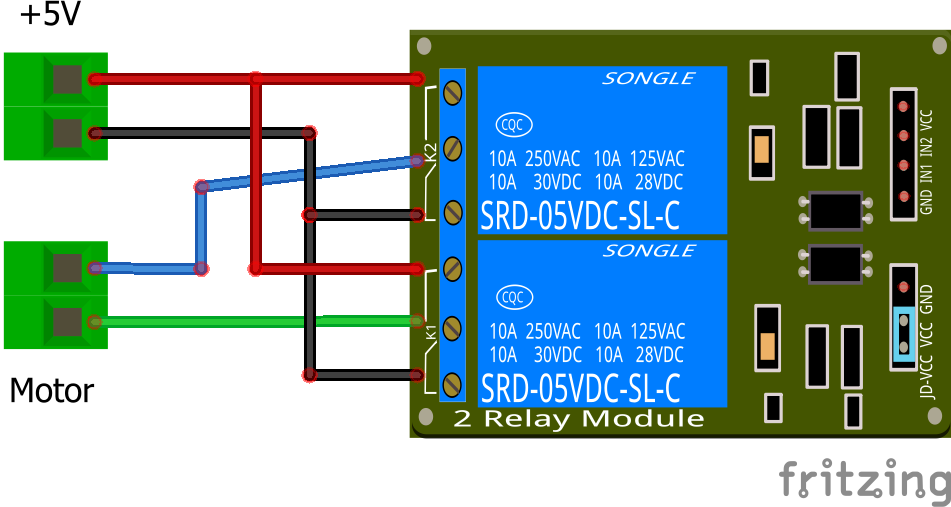 +5V
Motor
K2
K1
SONGLE
CQC
10A 250VAC 10A 125VAC
10A 30VDC 10A 28VDC
SRD-05VDC-SL-C
SONGLE
CQC
10A 250VAC 10A 125VAC
10A 30VDC 10A 28VDC
SRD-05VDC-SL-C
2 Relay Module
GND IN1 IN2 VCC
JD-VCC VCC GND
fritzing